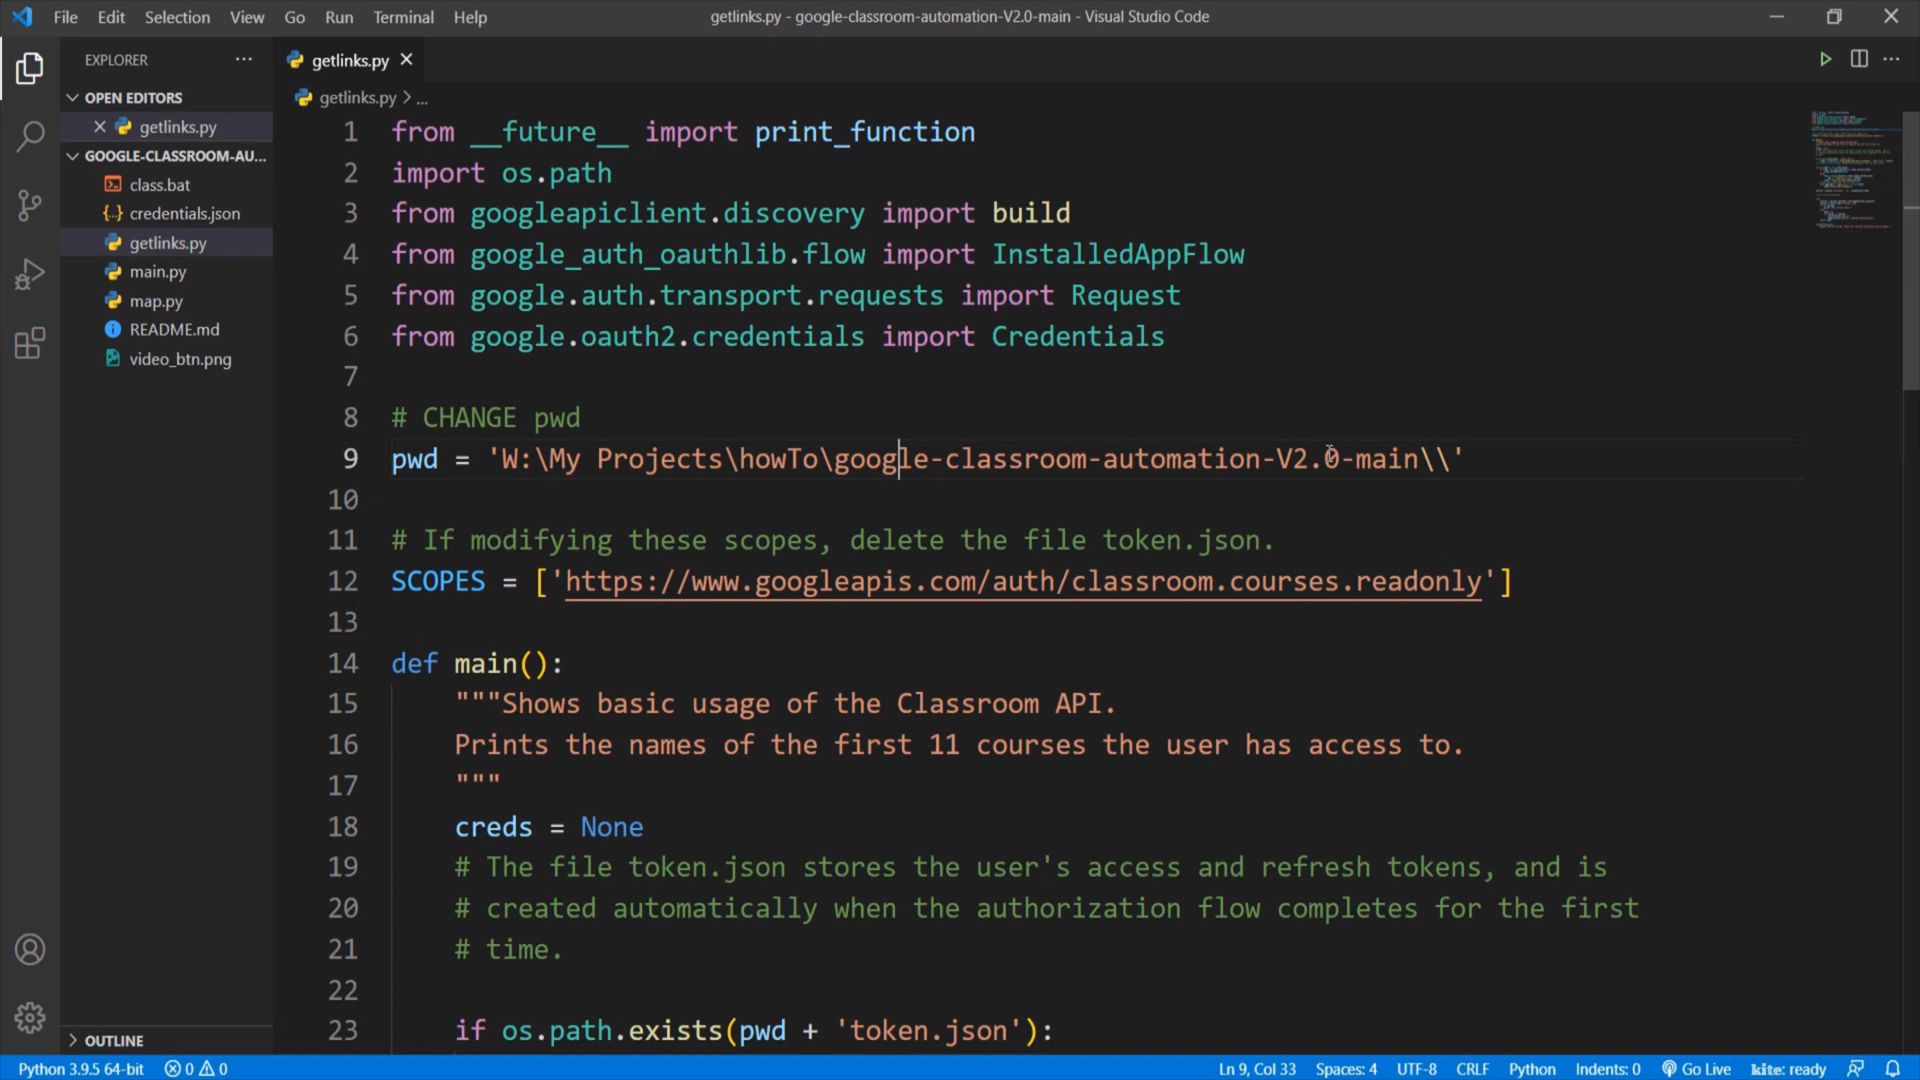 File Edit Selection View Go Run Terminal Help
getlinks.py - google-classroom-automation-V2.0-main - Visual Studio Code
EXPLORER
OPEN EDITORS
getlinks.py
GOOGLE-CLASSROOM-AU...
class.bat
credentials.json
getlinks.py
main.py
map.py
README.md
video_btn.png
OUTLINE
getlinks.py
getlinks.py > ...
1 from __future__ import print_function
2 import os.path
3 from googleapiclient.discovery import build
4 from google_auth_oauthlib.flow import InstalledAppFlow
5 from google.auth.transport.requests import Request
6 from google.oauth2.credentials import Credentials
7
8 # CHANGE pwd
9 pwd = 'W:\My Projects\howTo\google-classroom-automation-V2.0-main\\'
10
11 # If modifying these scopes, delete the file token.json.
12 SCOPES = ['https://www.googleapis.com/auth/classroom.courses.readonly']
13
14 def main():
15 """Shows basic usage of the Classroom API.
16 Prints the names of the first 11 courses the user has access to.
17 """
18 creds = None
19 # The file token.json stores the user's access and refresh tokens, and is
20 # created automatically when the authorization flow completes for the first
21 # time.
22
23 if os.path.exists(pwd + 'token.json'):
Python 3.9.5 64-bit 0 0 Ln 9, Col 33 Spaces: 4 UTF-8 CRLF Python Indents: 0 Go Live kite: ready